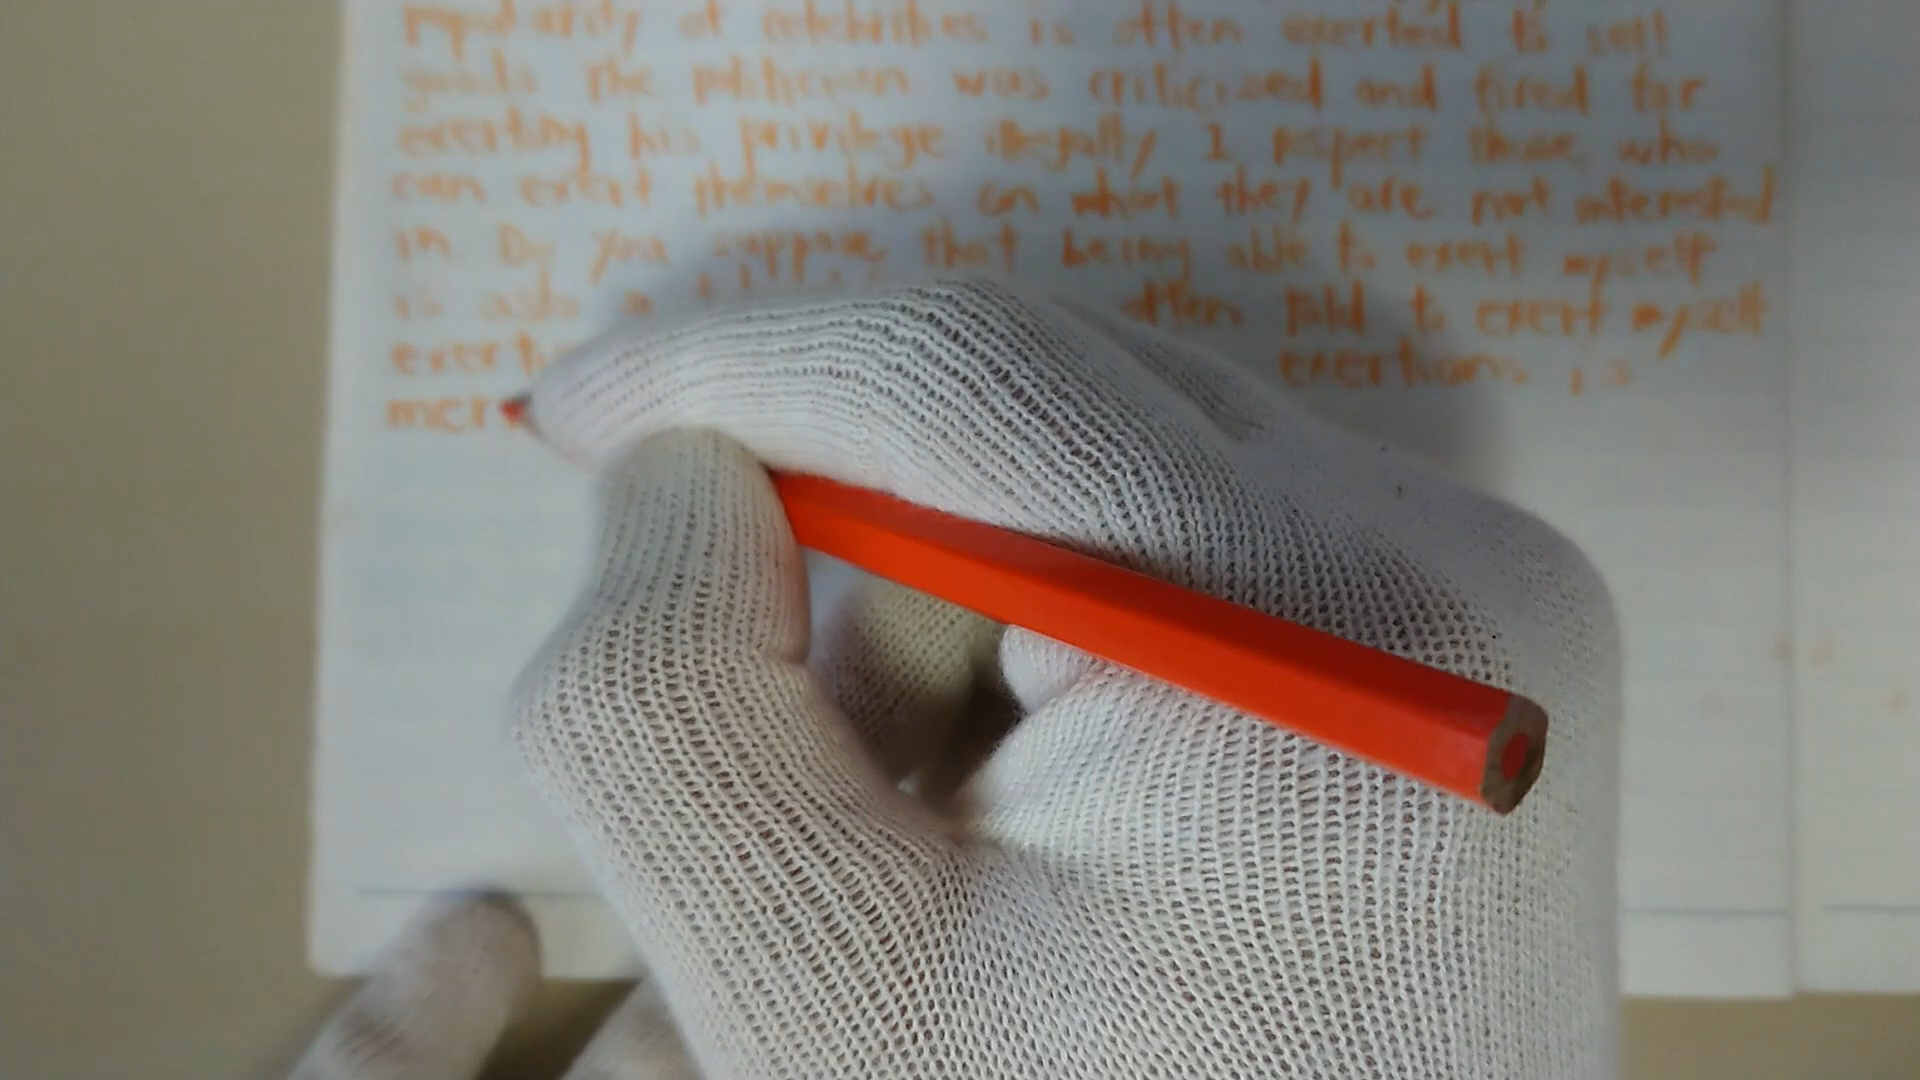 popularity of celebrities is often exerted to sell
goods The politician was criticized and fired for
exerting his privilege illegally I respect those who
can exert themselves on what they are not interested
in Do you suppose that being able to exert myself
is often told to exert myself
exertions is